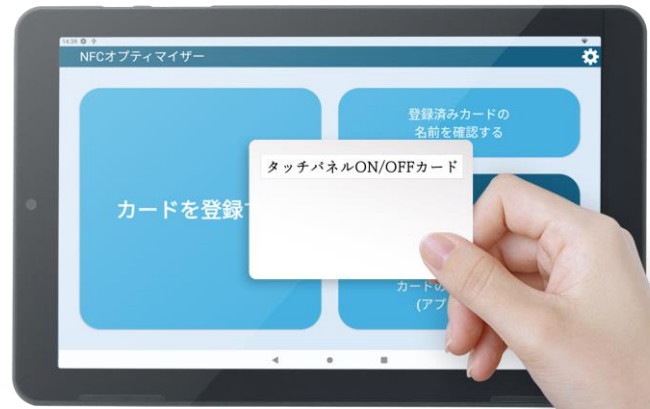 14:39
NFCオプティマイザー
登録済みカードの
名前を確認する
タッチパネルON/OFFカード
カードを登録
カードの
(アプ